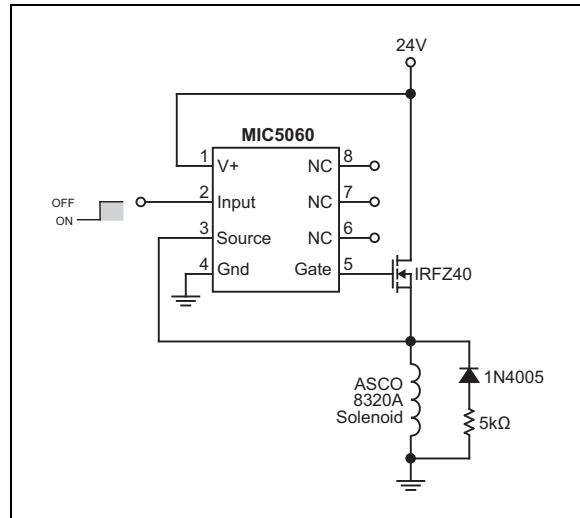 24V
MIC5060
1 V+ NC 8
OFF
ON
2 Input NC 7
3 Source NC 6
4 Gnd Gate 5
IRFZ40
ASCO
8320A
Solenoid
1N4005
5kΩ